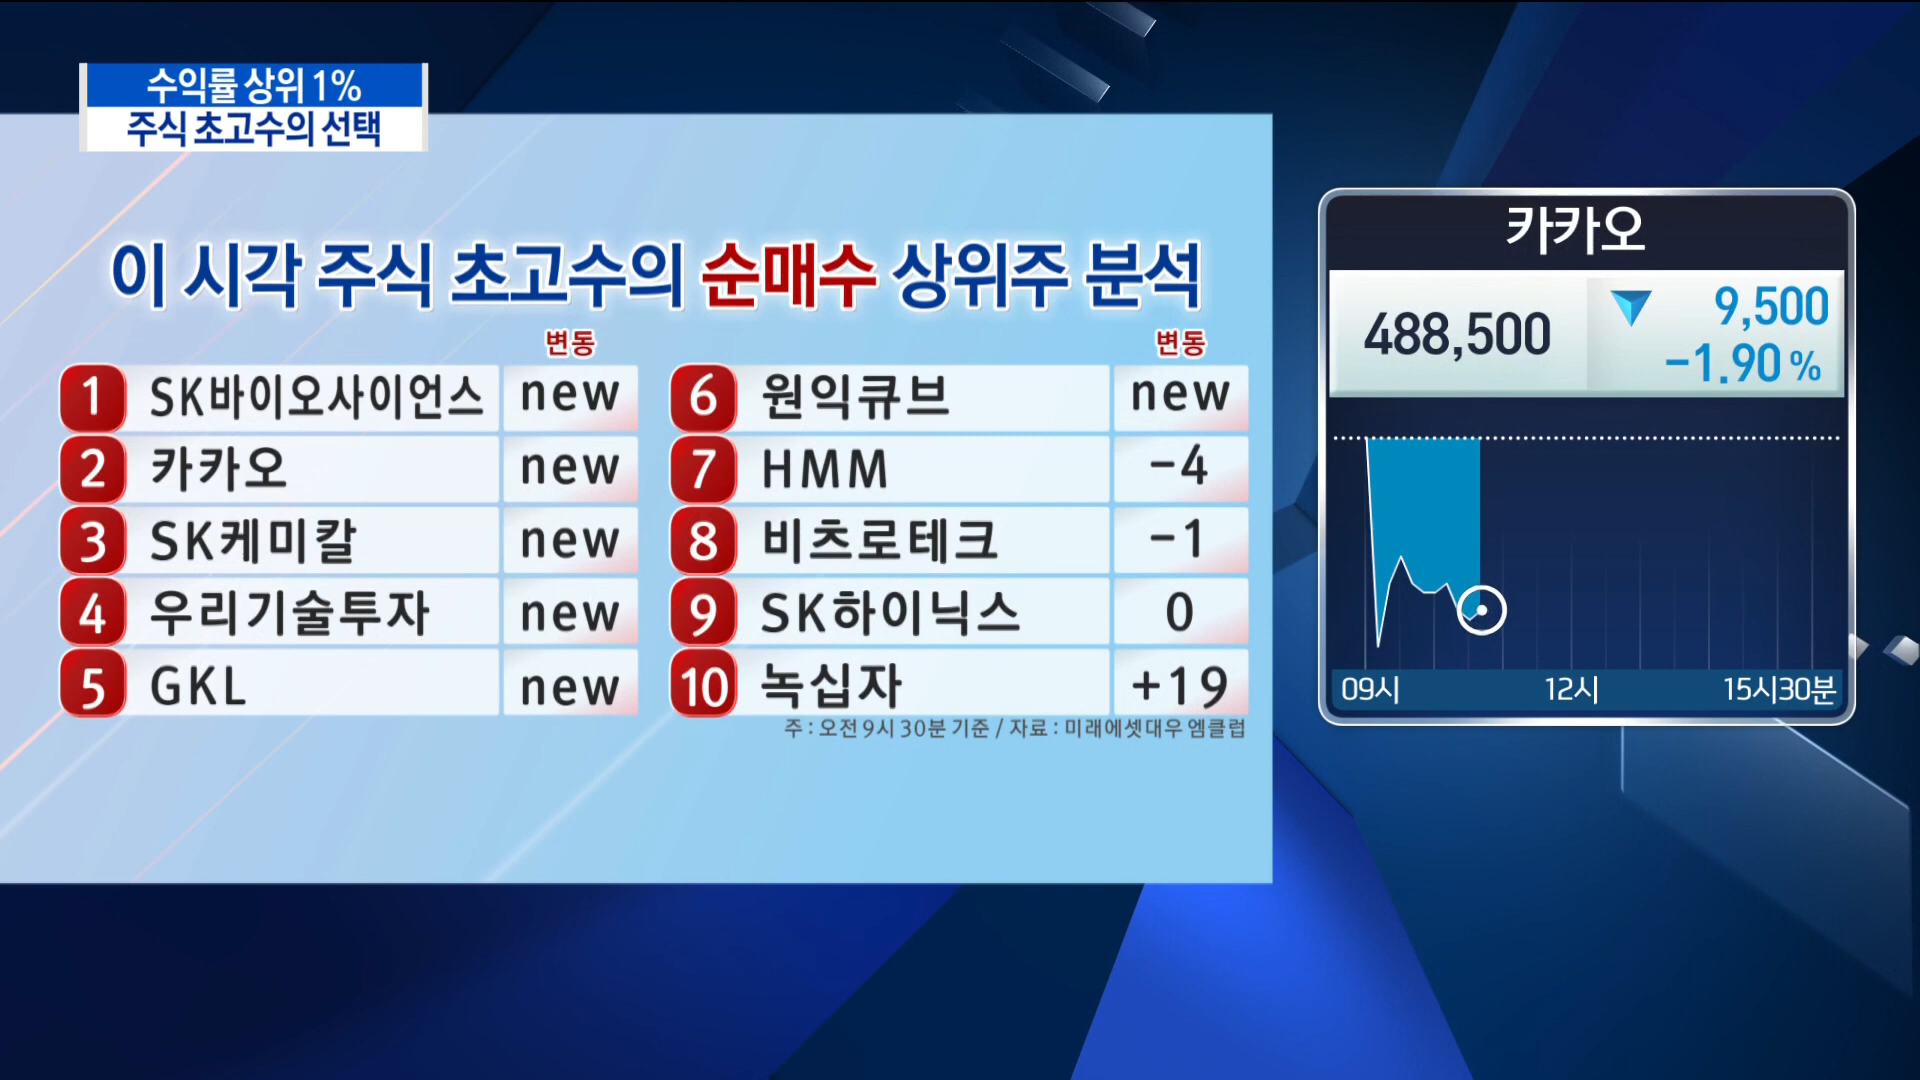 수익률 상위 1%
주식 초고수의 선택
이 시각 주식 초고수의 순매수 상위주 분석
변동
1 SK바이오사이언스 new
2 카카오 new
3 SK케미칼 new
4 우리기술투자 new
5 GKL new
변동
6 원익큐브 new
7 HMM -4
8 비츠로테크 -1
9 SK하이닉스 0
10 녹십자 +19
주 : 오전 9시 30분 기준 / 자료 : 미래에셋대우 엠클럽
카카오
488,500 ▼ 9,500
-1.90 %
09시 12시 15시30분